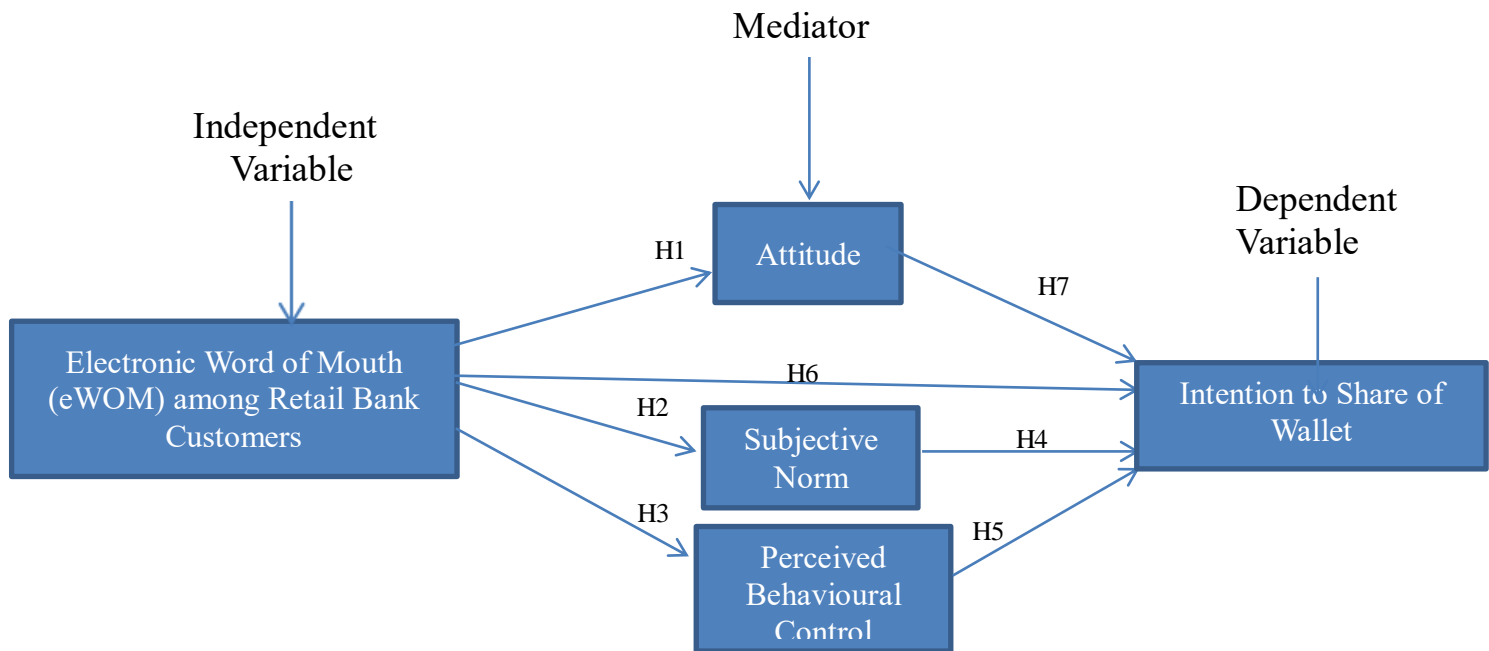 Mediator
Independent
Variable
Dependent
Variable
H1
Attitude
H7
Electronic Word of Mouth
(eWOM) among Retail Bank
Customers
H6
Intention to Share of
Wallet
H2
Subjective
Norm
H4
H3
H5
Perceived
Behavioural
Control